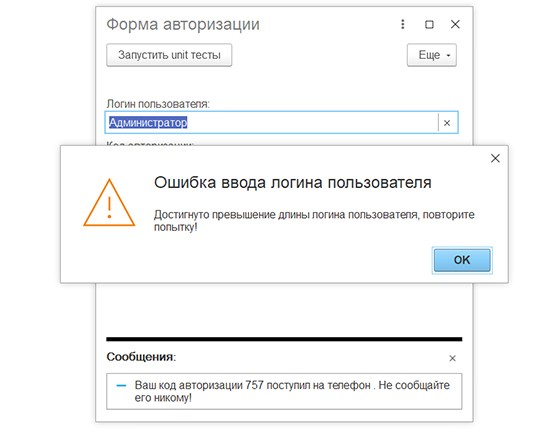 Форма авторизации
Запустить unit тесты
Еще
Логин пользователя:
Администратор
Код авторизации:
Ошибка ввода логина пользователя
Достигнуто превышение длины логина пользователя, повторите
попытку!
OK
Сообщения:
Ваш код авторизации 757 поступил на телефон . Не сообщайте
его никому!